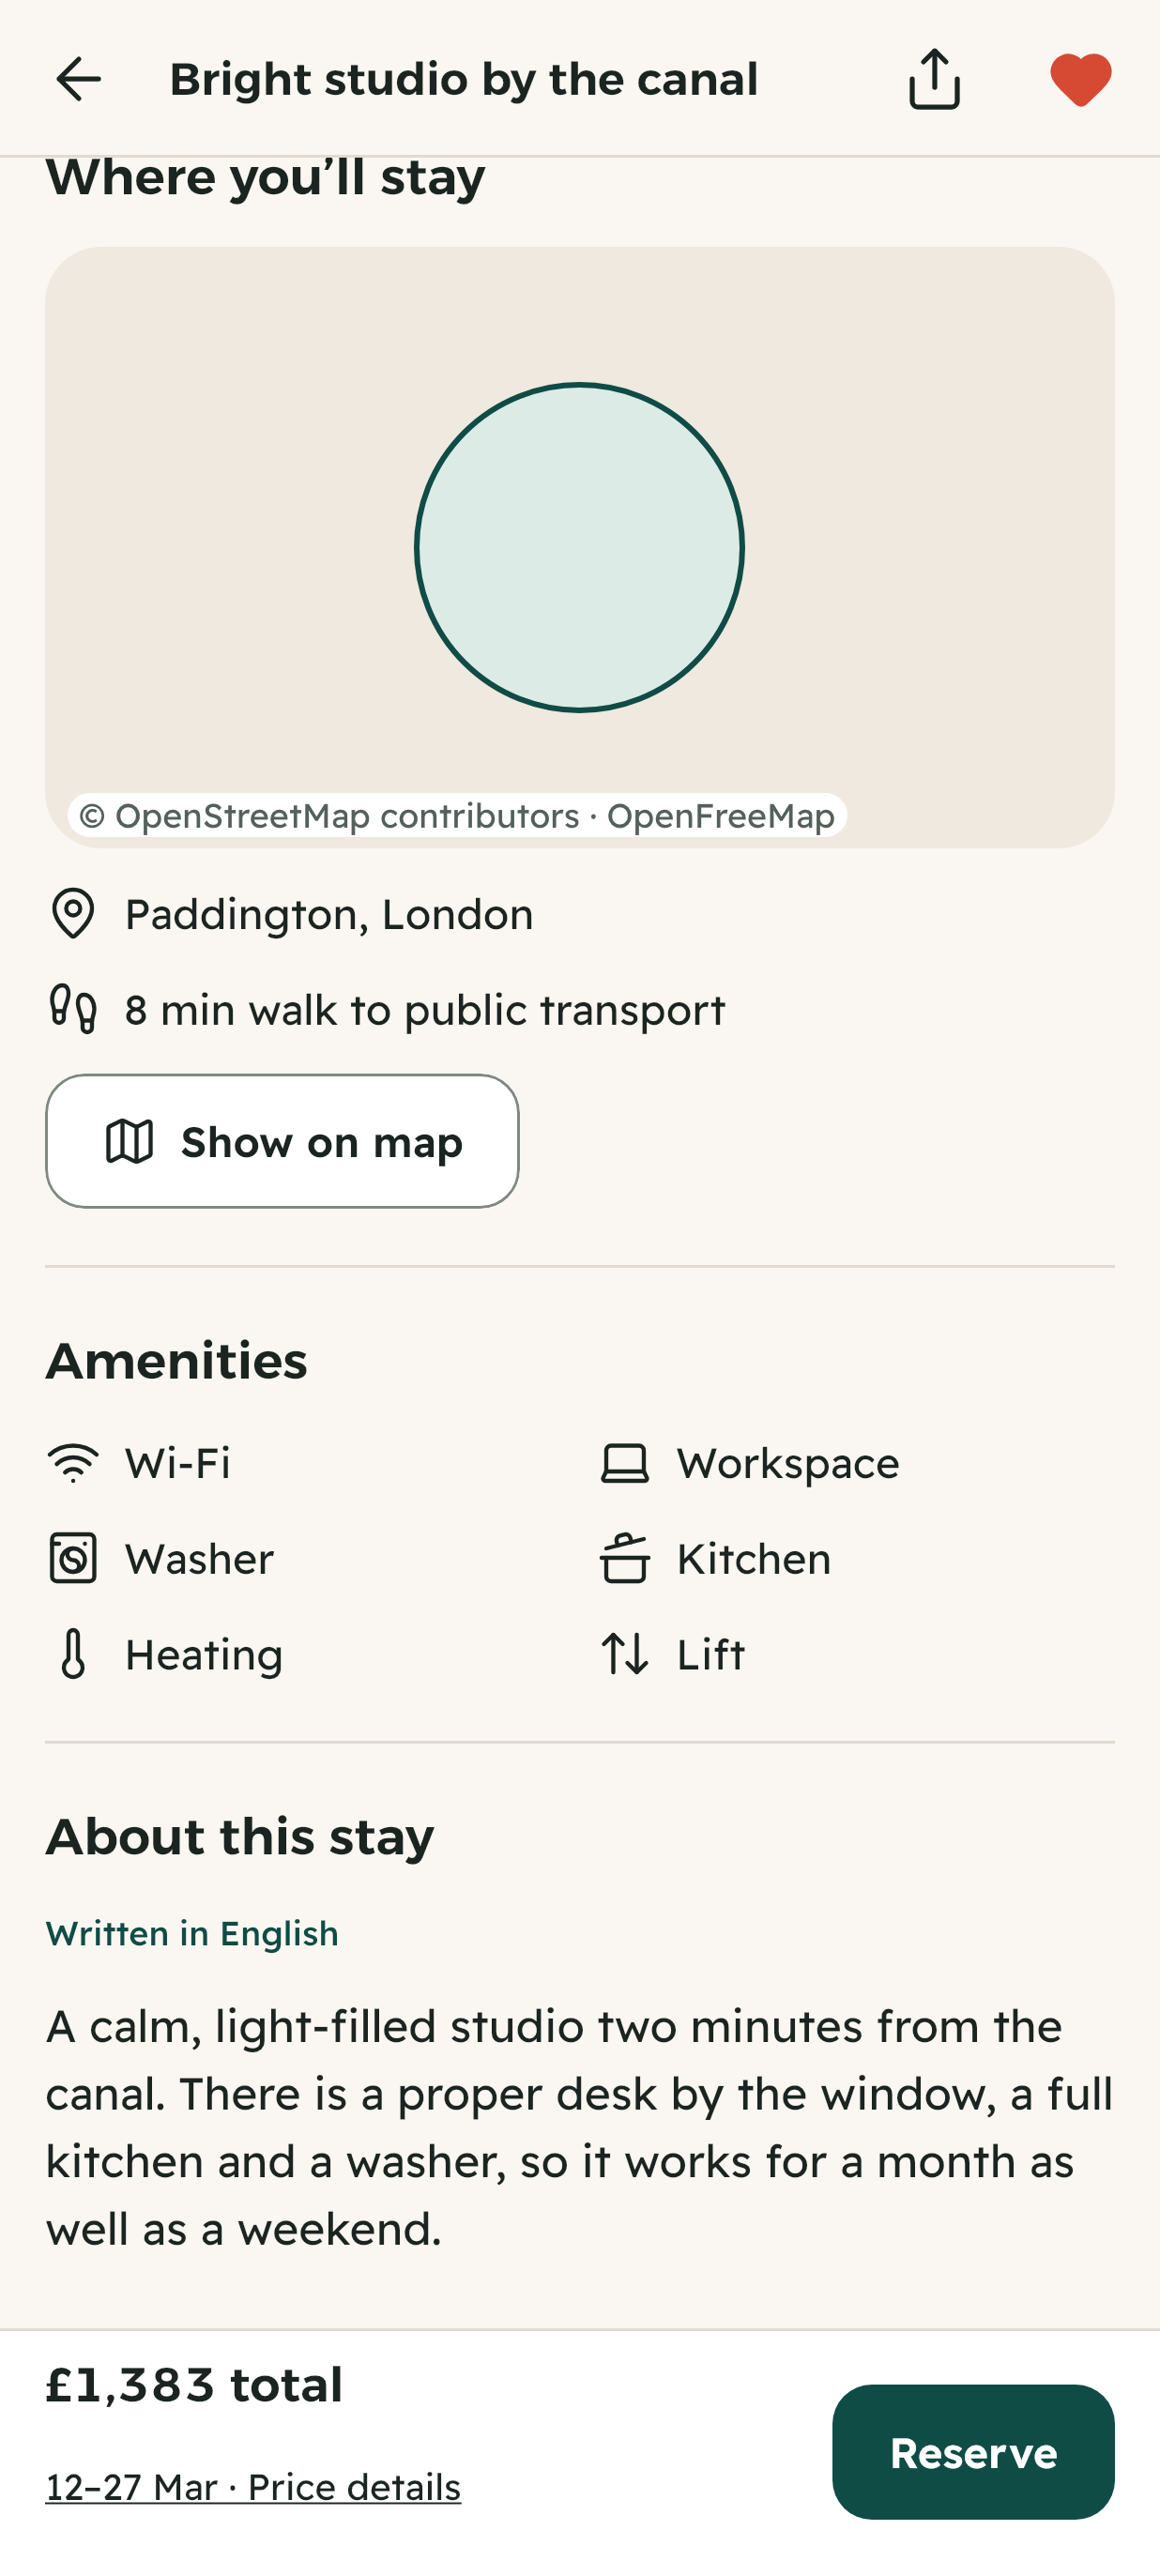 Bright studio by the canal
Where you’ll stay
© OpenStreetMap contributors · OpenFreeMap
Paddington, London
8 min walk to public transport
Show on map
Amenities
Wi-Fi
Workspace
Washer
Kitchen
Heating
Lift
About this stay
Written in English
A calm, light-filled studio two minutes from the
canal. There is a proper desk by the window, a full
kitchen and a washer, so it works for a month as
well as a weekend.
£1,383 total
12–27 Mar · Price details
Reserve